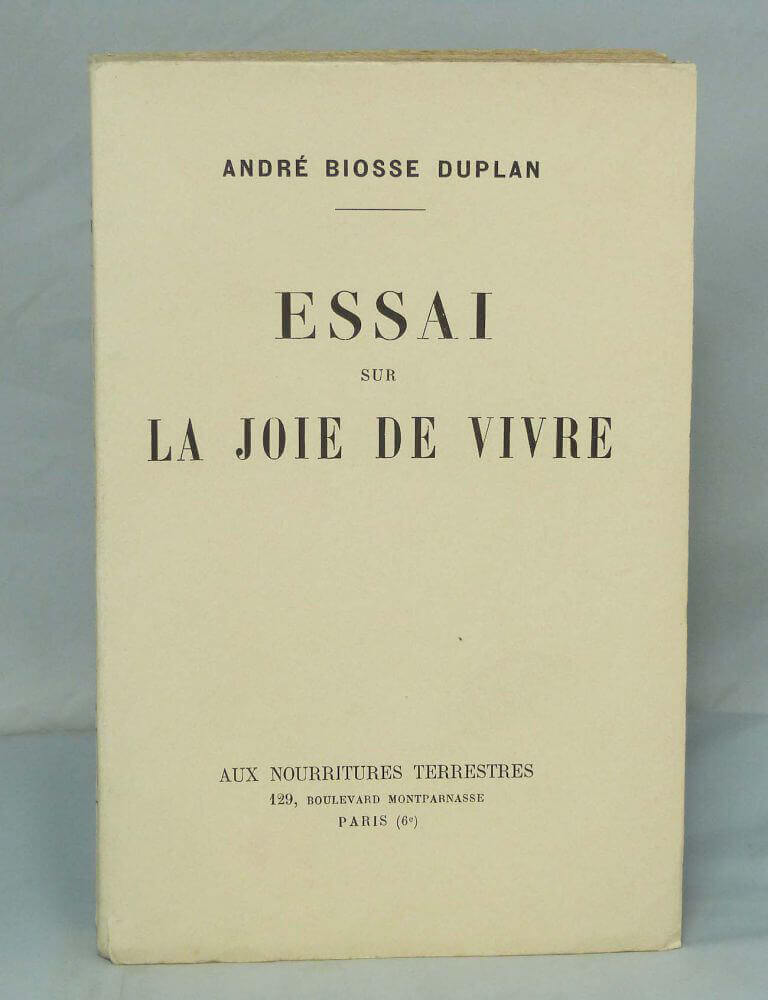 ANDRÉ BIOSSE DUPLAN
ESSAI
SUR
LA JOIE DE VIVRE
AUX NOURRITURES TERRESTRES
129, BOULEVARD MONTPARNASSE
PARIS (6e)